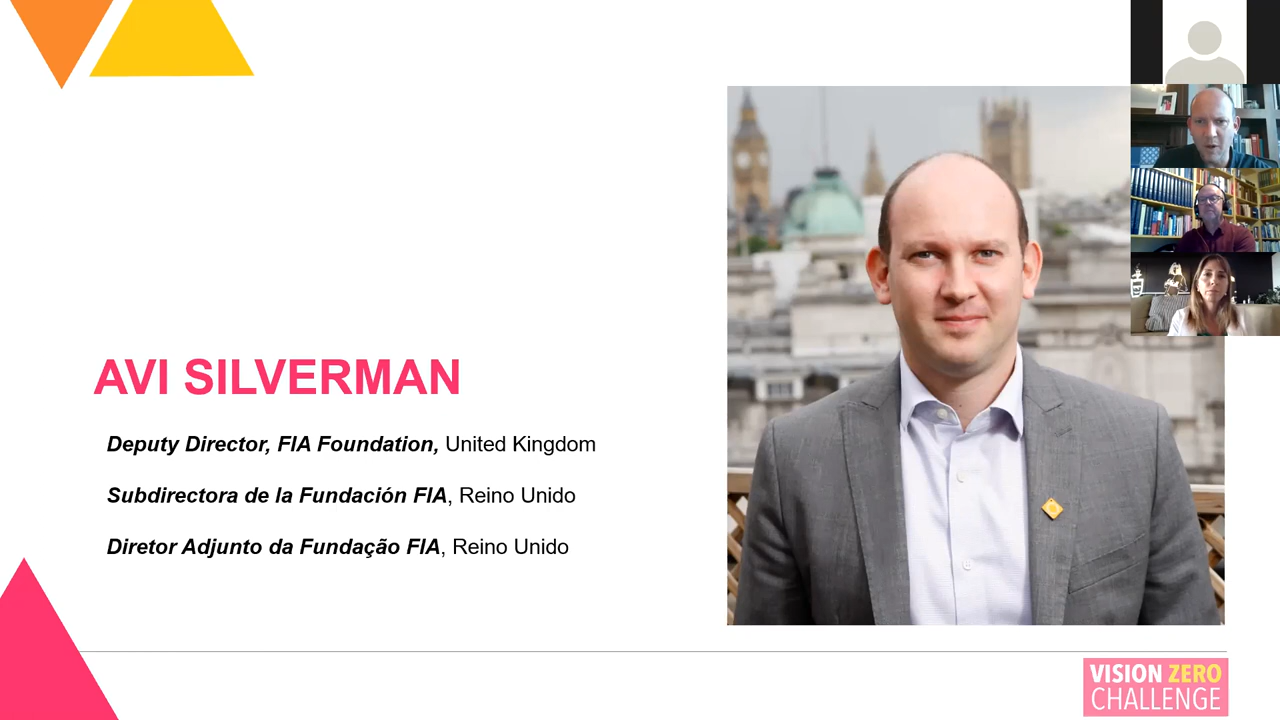 AVI SILVERMAN
Deputy Director, FIA Foundation, United Kingdom
Subdirectora de la Fundación FIA, Reino Unido
Diretor Adjunto da Fundação FIA, Reino Unido
VISION ZERO
CHALLENGE